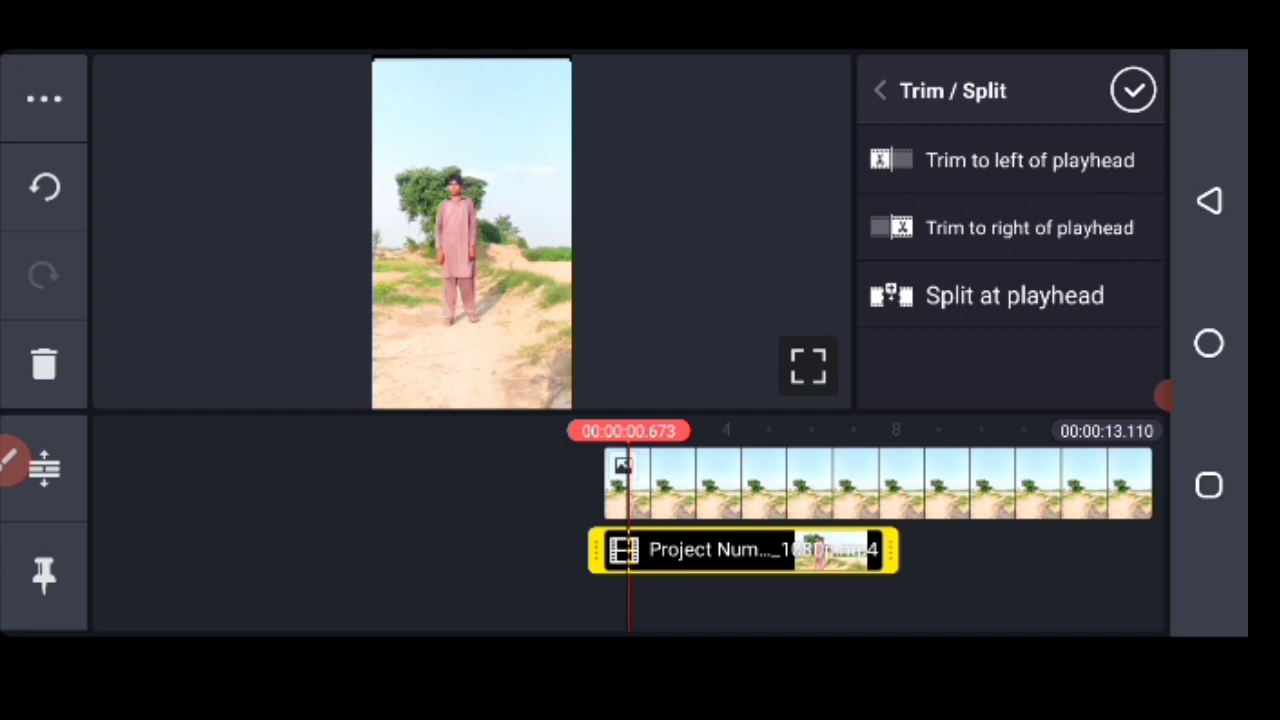 Trim / Split
Trim to left of playhead
Trim to right of playhead
Split at playhead
00:00:00.673
4
8
00:00:13.110
Project Num..._1080p.mp4